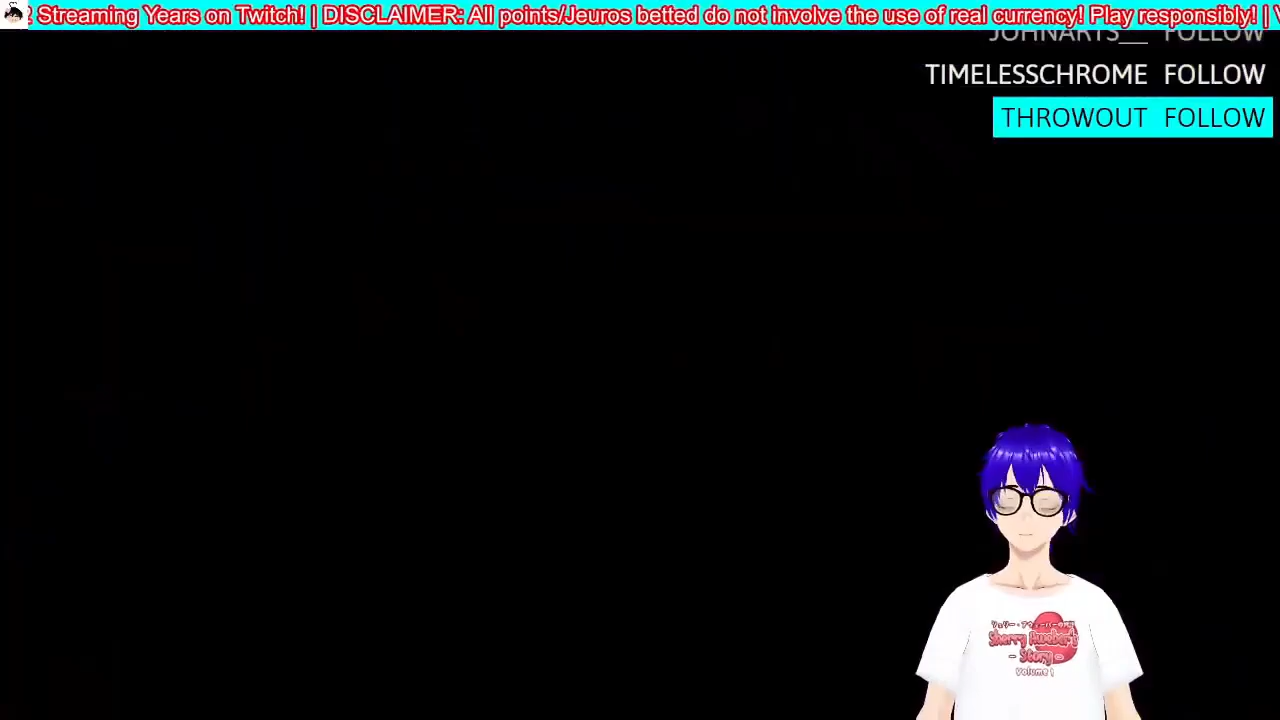 Streaming Years on Twitch! | DISCLAIMER: All points/Jeuros betted do not involve the use of real currency! Play responsibly! |
JOHNARTS__ FOLLOW
TIMELESSCHROME FOLLOW
THROWOUT FOLLOW
Sherry Aweber's
- Story -
Volume 1